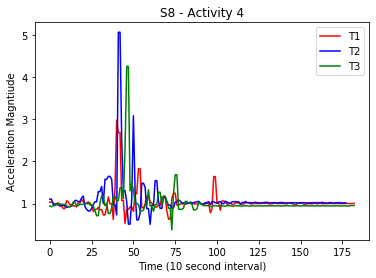 S8 - Activity 4
T1
T2
T3
Acceleration Magntiude
5
4
3
2
1
0 25 50 75 100 125 150 175
Time (10 second interval)